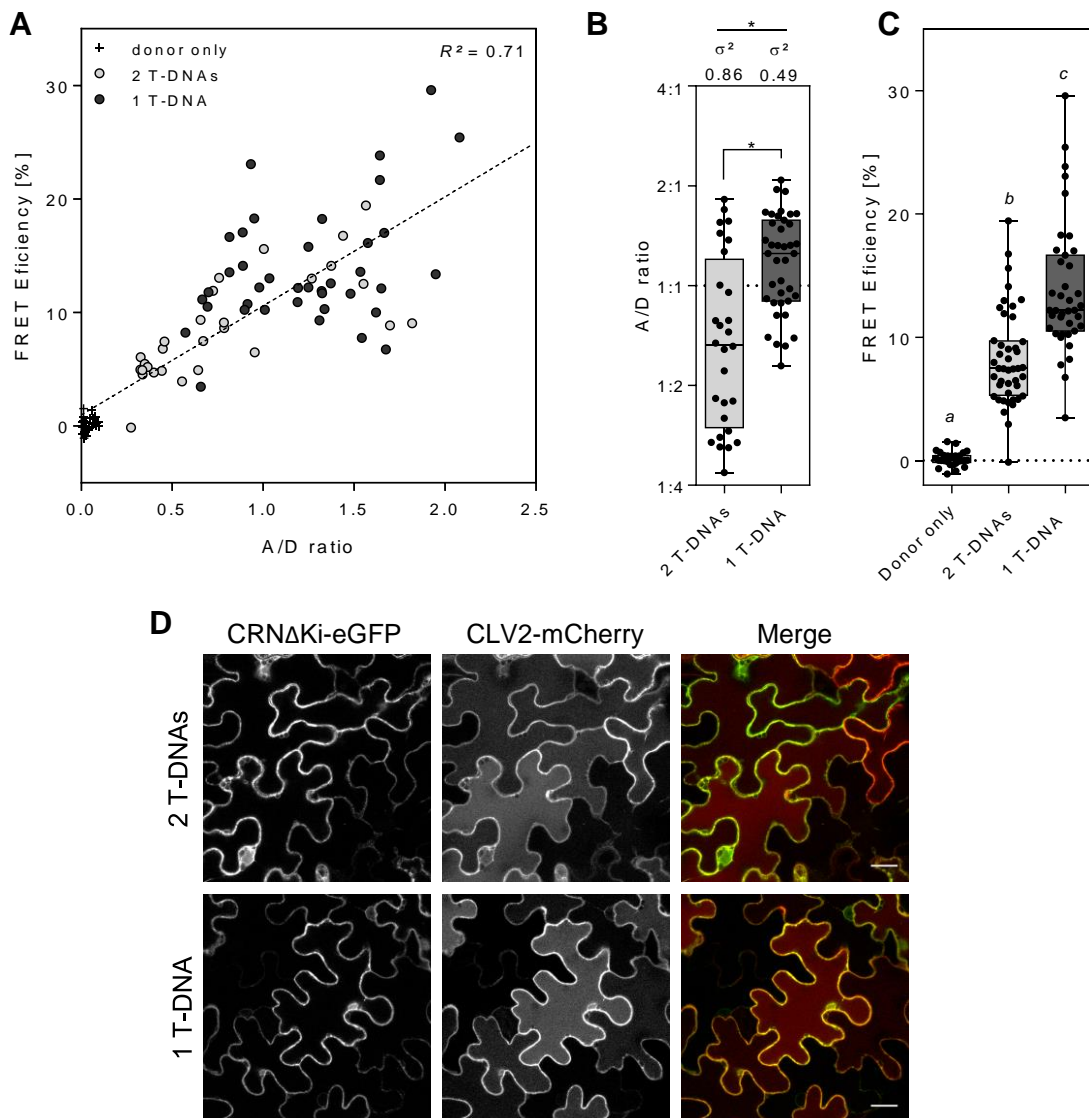 A
donor only
2 T-DNAs
1 T-DNA
R² = 0.71
FRET Eficiency [%]
30
20
10
0
0.0 0.5 1.0 1.5 2.0 2.5
A/D ratio
B
*
σ² σ²
0.86 0.49
*
A/D ratio
4:1
2:1
1:1
1:2
1:4
2 T-DNAs
1 T-DNA
C
FRET Eficiency [%]
30
20
10
0
a
b
c
Donor only
2 T-DNAs
1 T-DNA
D
CRNΔKi-eGFP CLV2-mCherry Merge
2 T-DNAs
1 T-DNA